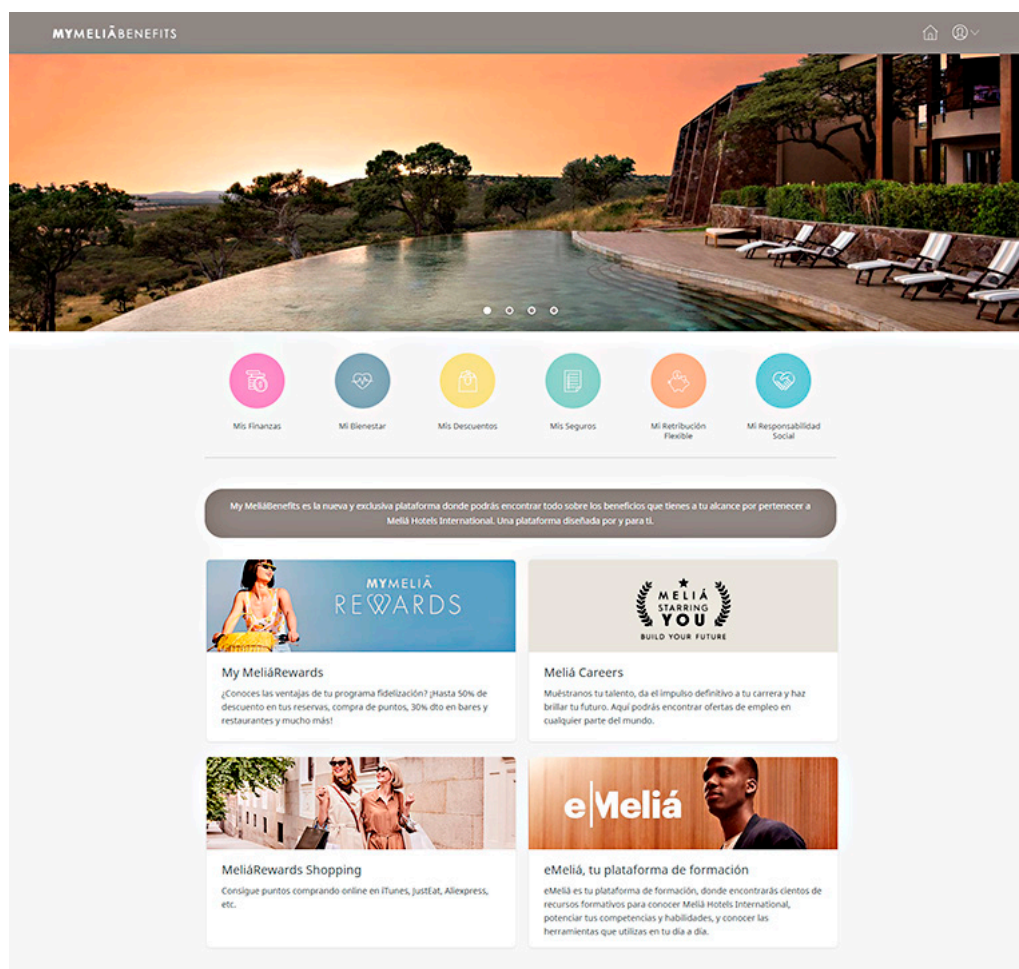 MYMELIÃBENEFITS
Mis Finanzas
Mi Bienestar
Mis Descuentos
Mis Seguros
Mi Retribución
Flexible
Mi Responsabilidad
Social
My MeliáBenefits es la nueva y exclusiva plataforma donde podrás encontrar todo sobre los beneficios que tienes a tu alcance por pertenecer a
Meliá Hotels International. Una plataforma diseñada por y para ti.
MYMELIÃ
REWARDS
My MeliáRewards
¿Conoces las ventajas de tu programa fidelización? ¡Hasta 50% de
descuento en tus reservas, compra de puntos, 30% dto en bares y
restaurantes y mucho más!
MELIÁ
STARRING
YOU
BUILD YOUR FUTURE
Meliá Careers
Muéstranos tu talento, da el impulso definitivo a tu carrera y haz
brillar tu futuro. Aquí podrás encontrar ofertas de empleo en
cualquier parte del mundo.
MeliáRewards Shopping
Consigue puntos comprando online en iTunes, JustEat, Aliexpress,
etc.
e|Meliá
eMeliá, tu plataforma de formación
eMeliá es tu plataforma de formación, donde encontrarás cientos de
recursos formativos para conocer Meliá Hotels International,
potenciar tus competencias y habilidades, y conocer las
herramientas que utilizas en tu día a día.